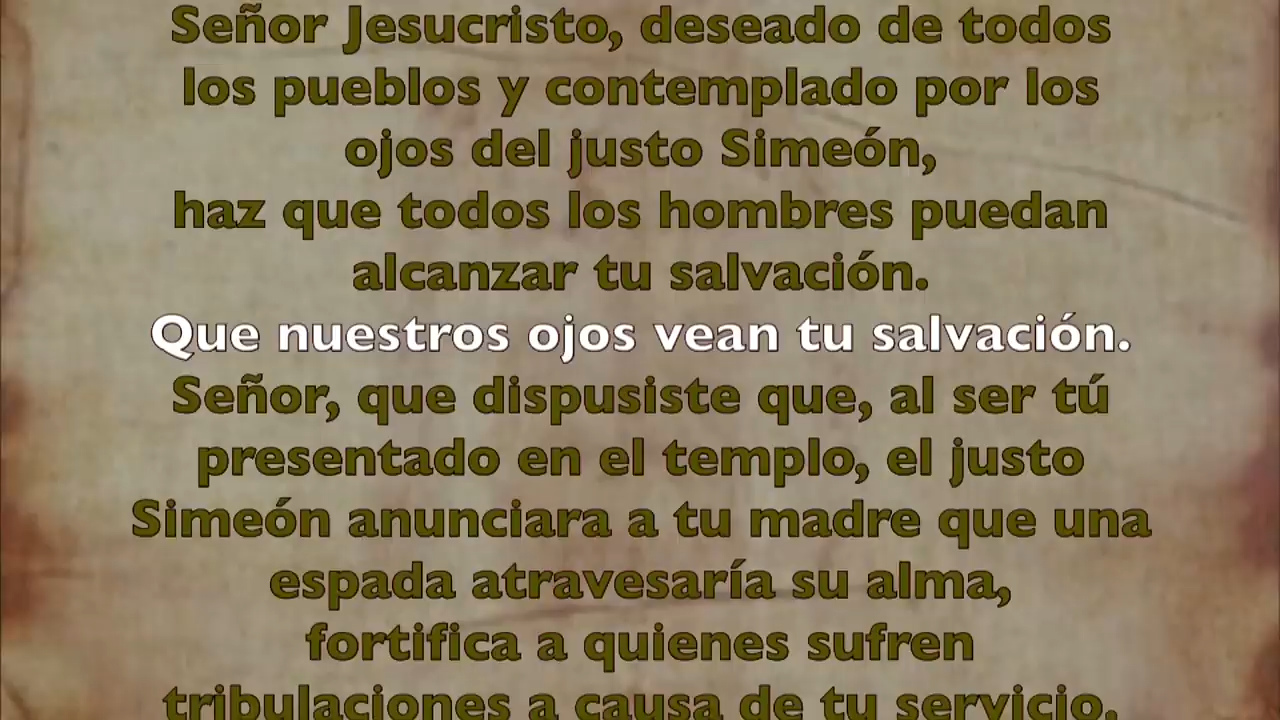 Señor Jesucristo, deseado de todos
los pueblos y contemplado por los
ojos del justo Simeón,
haz que todos los hombres puedan
alcanzar tu salvación.
Que nuestros ojos vean tu salvación.
Señor, que dispusiste que, al ser tú
presentado en el templo, el justo
Simeón anunciara a tu madre que una
espada atravesaría su alma,
fortifica a quienes sufren
tribulaciones a causa de tu servicio.